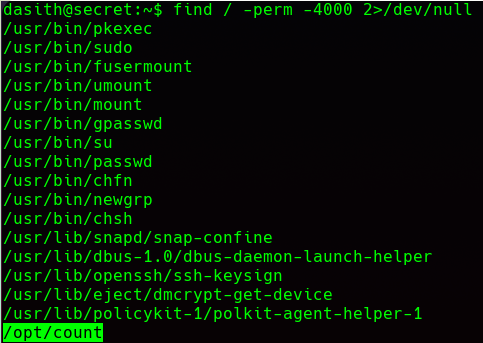 dasith@secret:~$ find / -perm -4000 2>/dev/null
/usr/bin/pkexec
/usr/bin/sudo
/usr/bin/fusermount
/usr/bin/umount
/usr/bin/mount
/usr/bin/gpasswd
/usr/bin/su
/usr/bin/passwd
/usr/bin/chfn
/usr/bin/newgrp
/usr/bin/chsh
/usr/lib/snapd/snap-confine
/usr/lib/dbus-1.0/dbus-daemon-launch-helper
/usr/lib/openssh/ssh-keysign
/usr/lib/eject/dmcrypt-get-device
/usr/lib/policykit-1/polkit-agent-helper-1
/opt/count